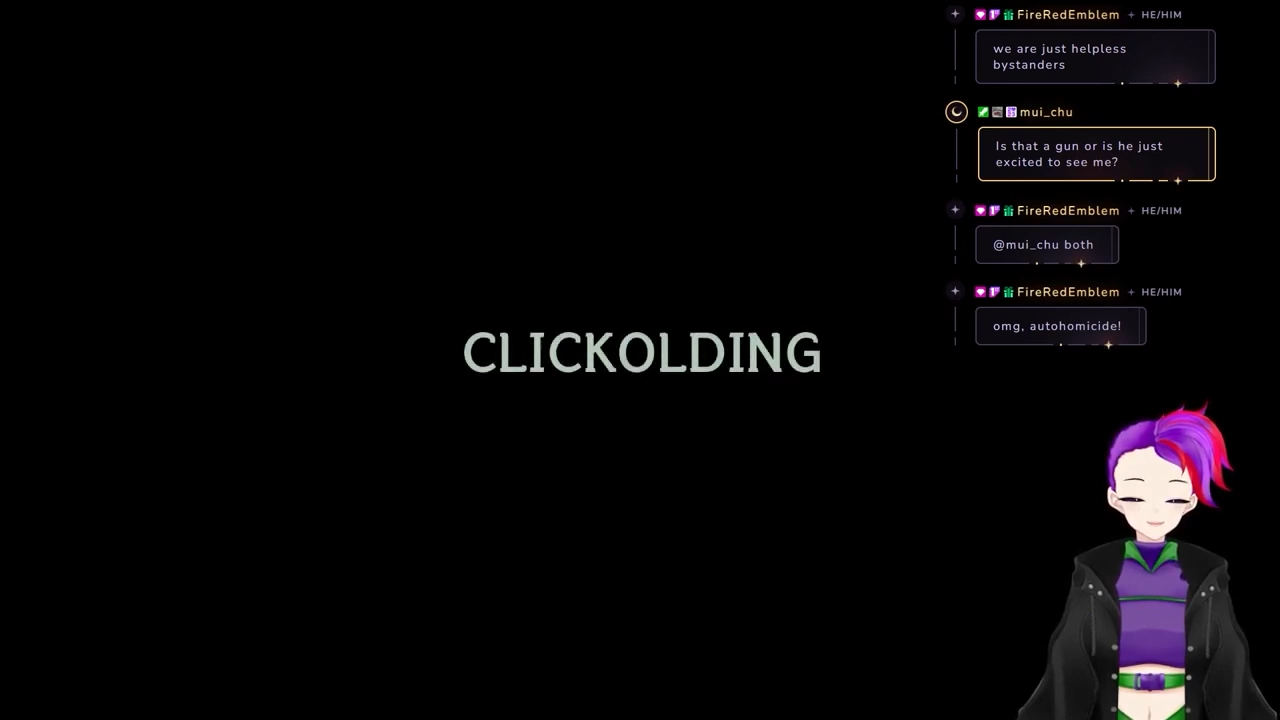 FireRedEmblem HE/HIM
we are just helpless
bystanders
mui_chu
Is that a gun or is he just
excited to see me?
FireRedEmblem HE/HIM
@mui_chu both
FireRedEmblem HE/HIM
omg, autohomicide!
CLICKOLDING